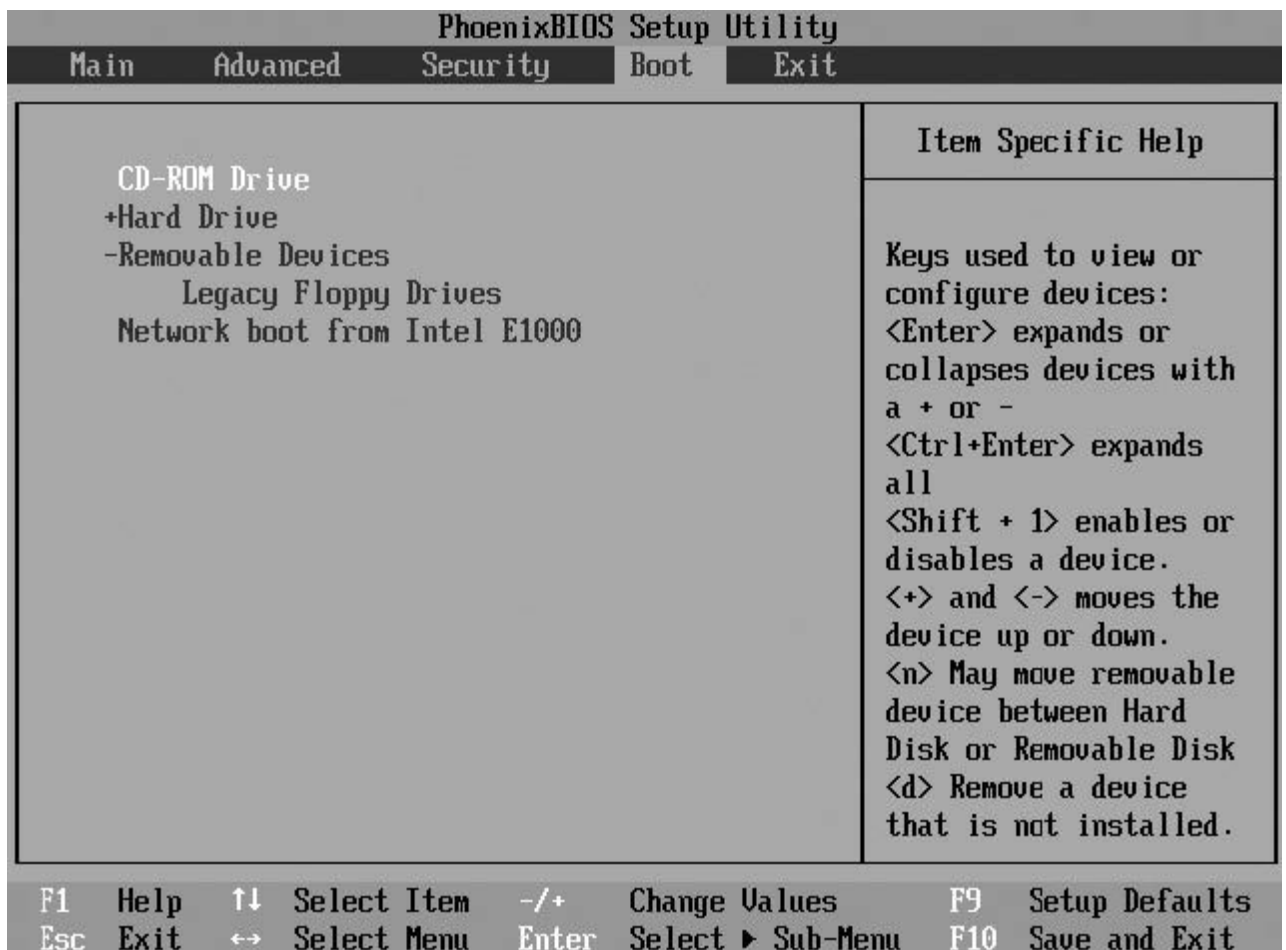 PhoenixBIOS Setup Utility
Main Advanced Security Boot Exit
CD-ROM Drive
+Hard Drive
-Removable Devices
Legacy Floppy Drives
Network boot from Intel E1000
Item Specific Help
Keys used to view or
configure devices:
<Enter> expands or
collapses devices with
a + or -
<Ctrl+Enter> expands
all
<Shift + 1> enables or
disables a device.
<+> and <-> moves the
device up or down.
<n> May move removable
device between Hard
Disk or Removable Disk
<d> Remove a device
that is not installed.
F1 Help ↑↓ Select Item -/+ Change Values F9 Setup Defaults
Esc Exit ↔ Select Menu Enter Select ▶ Sub-Menu F10 Save and Exit